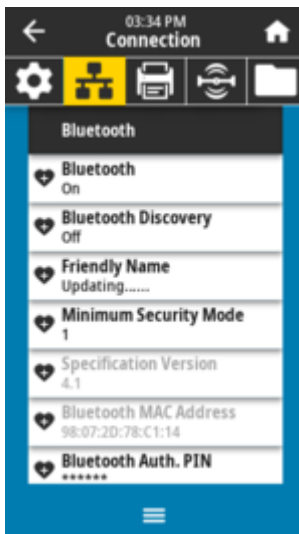 03:34 PM
Connection
Bluetooth
Bluetooth
On
Bluetooth Discovery
Off
Friendly Name
Updating......
Minimum Security Mode
1
Specification Version
4.1
Bluetooth MAC Address
98:07:2D:78:C1:14
Bluetooth Auth. PIN
******